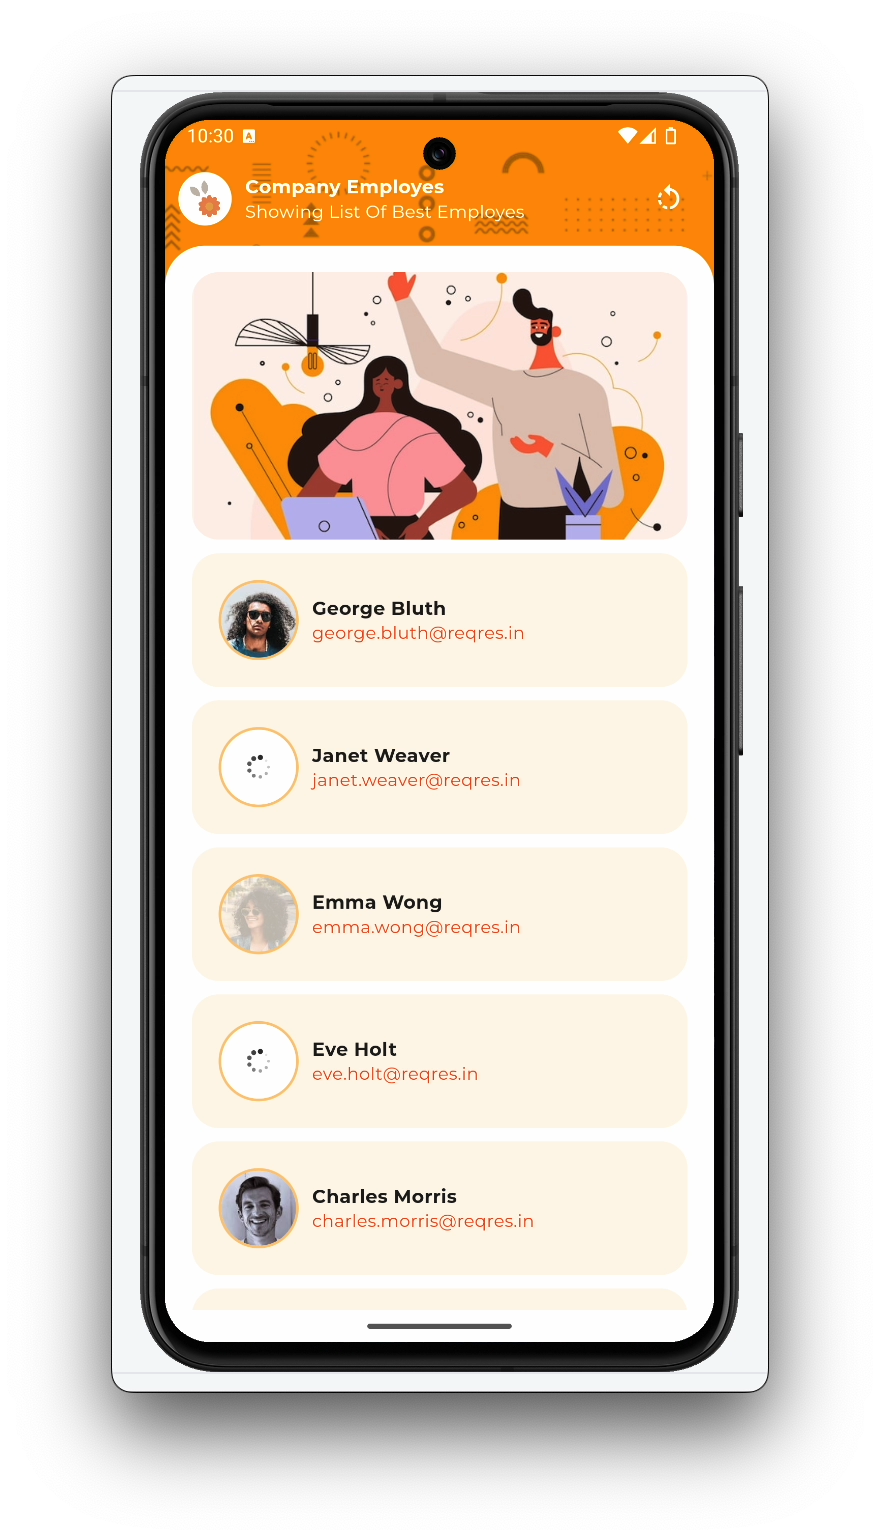 10:30 A
Company Employes
Showing List Of Best Employes
George Bluth
george.bluth@reqres.in
Janet Weaver
janet.weaver@reqres.in
Emma Wong
emma.wong@reqres.in
Eve Holt
eve.holt@reqres.in
Charles Morris
charles.morris@reqres.in